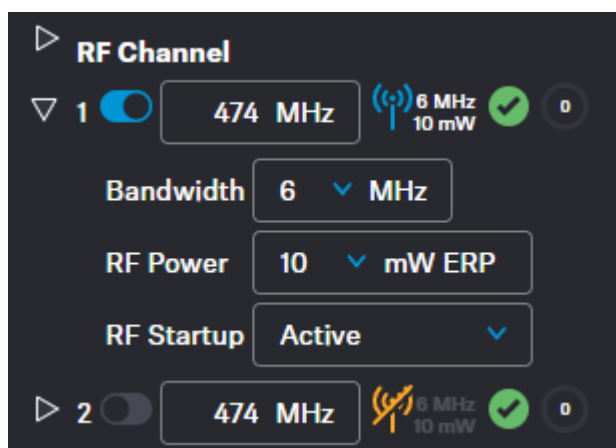 RF Channel
1 474 MHz 6 MHz 10 mW 0
Bandwidth 6 MHz
RF Power 10 mW ERP
RF Startup Active
2 474 MHz 6 MHz 10 mW 0